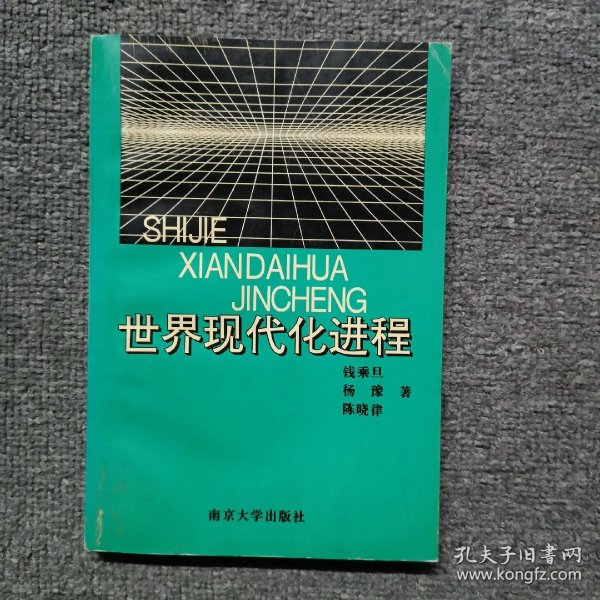 SHIJIE
XIANDAIHUA
JINCHENG
世界现代化进程
钱乘旦
杨豫 著
陈晓律
南京大学出版社
孔夫子旧书网
www.kongfz.com